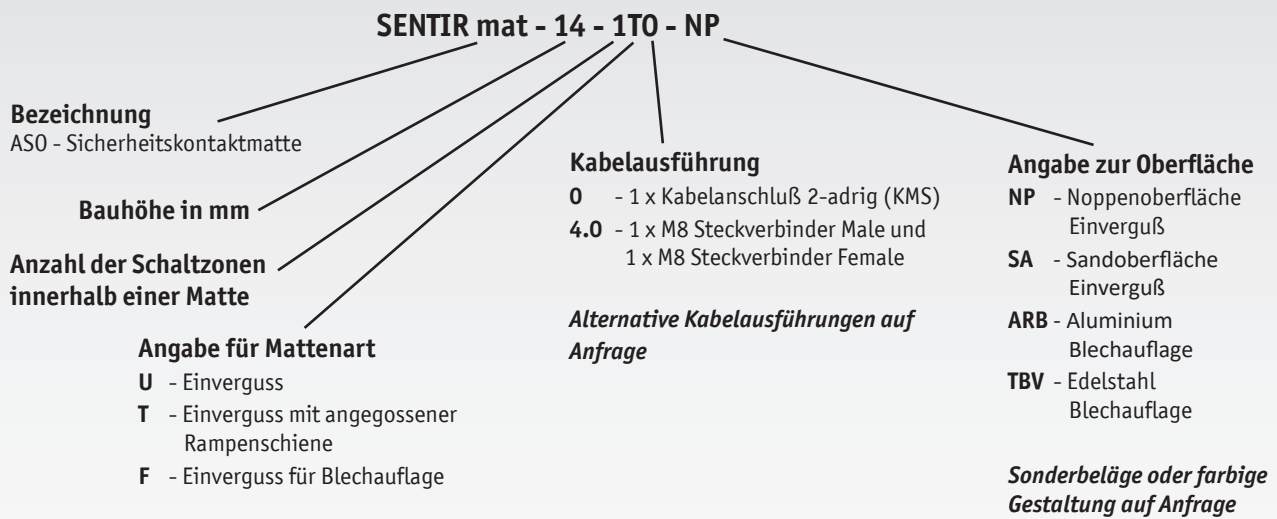 SENTIR mat - 14 - 1T0 - NP
Bezeichnung
ASO - Sicherheitskontaktmatte
Bauhöhe in mm
Anzahl der Schaltzonen
innerhalb einer Matte
Angabe für Mattenart
U - Einverguss
T - Einverguss mit angegossener
Rampenschiene
F - Einverguss für Blechauflage
Kabelausführung
0 - 1 x Kabelanschluß 2-adrig (KMS)
4.0 - 1 x M8 Steckverbinder Male und
1 x M8 Steckverbinder Female
Alternative Kabelausführungen auf
Anfrage
Angabe zur Oberfläche
NP - Noppenoberfläche
Einverguß
SA - Sandoberfläche
Einverguß
ARB - Aluminium
Blechauflage
TBV - Edelstahl
Blechauflage
Sonderbeläge oder farbige
Gestaltung auf Anfrage